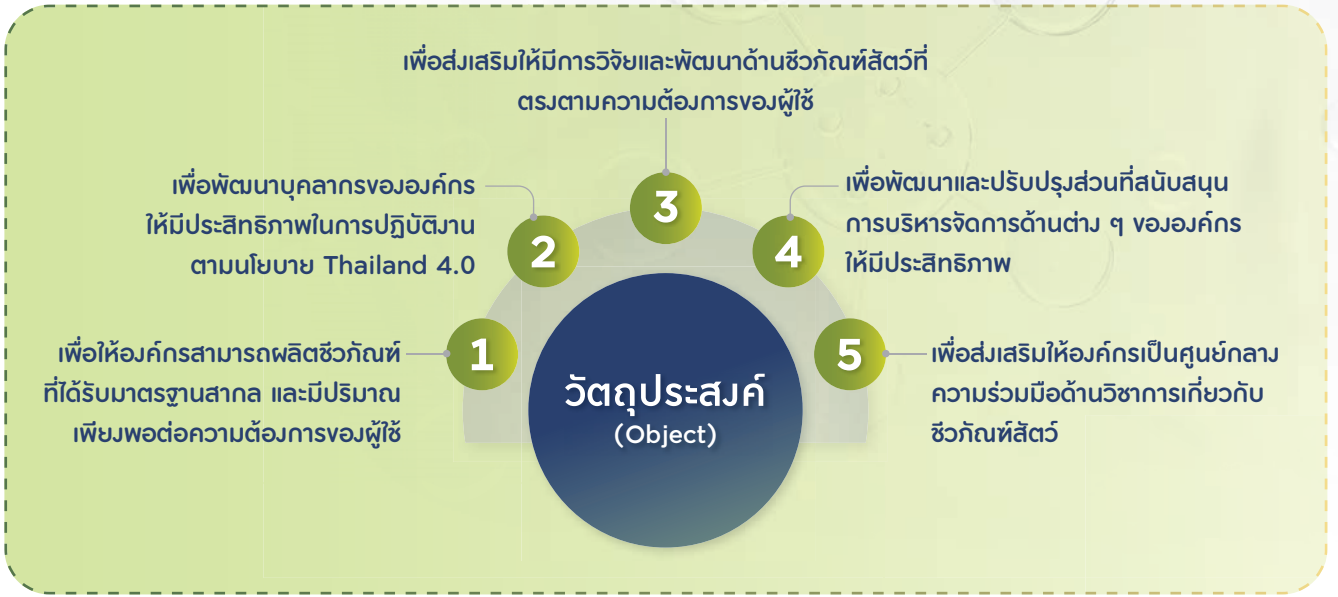 เพื่อส่งเสริมให้มีการวิจัยและพัฒนาด้านชีวภัณฑ์สัตว์ที่
ตรงตามความต้องการของผู้ใช้
3
เพื่อพัฒนาบุคลากรขององค์กร
ให้มีประสิทธิภาพในการปฏิบัติงาน
ตามนโยบาย Thailand 4.0
2
เพื่อพัฒนาและปรับปรุงส่วนที่สนับสนุน
การบริหารจัดการด้านต่าง ๆ ขององค์กร
ให้มีประสิทธิภาพ
4
เพื่อให้องค์กรสามารถผลิตชีวภัณฑ์
ที่ได้รับมาตรฐานสากล และมีปริมาณ
เพียงพอต่อความต้องการของผู้ใช้
1
เพื่อส่งเสริมให้องค์กรเป็นศูนย์กลาง
ความร่วมมือด้านวิชาการเกี่ยวกับ
ชีวภัณฑ์สัตว์
5
วัตถุประสงค์
(Object)